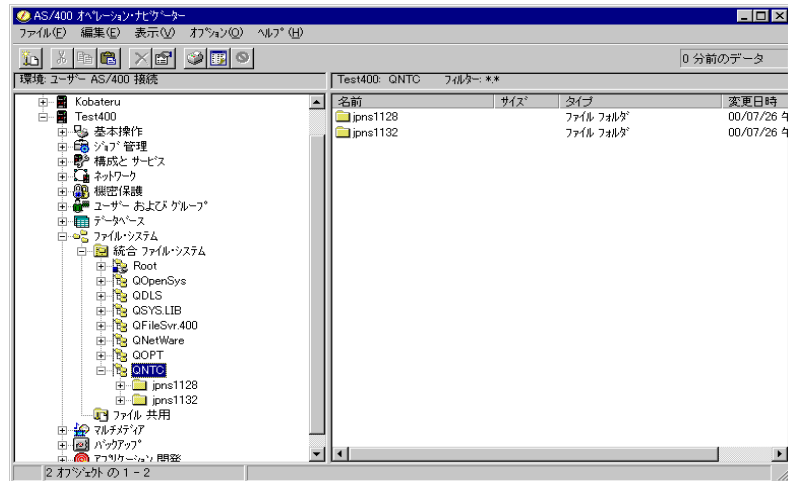 AS/400 オペレーション・ナビゲーター
ファイル(F) 編集(E) 表示(V) オプション(O) ヘルプ(H)
0 分前のデータ
環境: ユーザー AS/400 接続
Test400: QNTC フィルター: *.*
名前 サイズ タイプ 変更日時
jpns1128 ファイル フォルダ 00/07/26
jpns1132 ファイル フォルダ 00/07/26
Kobateru
Test400
基本操作
ジョブ管理
構成と サービス
ネットワーク
機密保護
ユーザー および グループ
データベース
ファイル・システム
統合 ファイル・システム
Root
QOpenSys
QDLS
QSYS.LIB
QFileSvr.400
QNetWare
QOPT
QNTC
jpns1128
jpns1132
ファイル 共用
マルチメディア
バックアップ
アプリケーション 開発
2 オブジェクト の 1 - 2